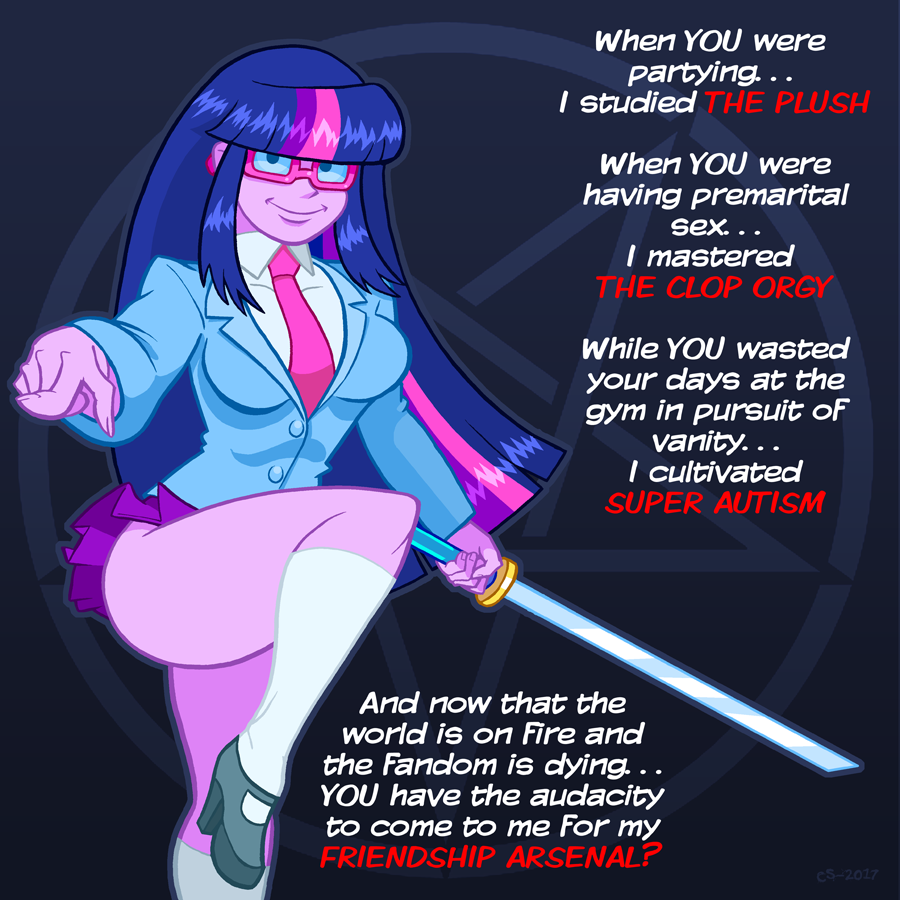 When YOU were
partying...
I studied THE PLUSH
When YOU were
having premarital
sex...
I mastered
THE CLOP ORGY
While YOU wasted
your days at the
gym in pursuit of
vanity...
I cultivated
SUPER AUTISM
And now that the
world is on fire and
the fandom is dying...
YOU have the audacity
to come to me for my
FRIENDSHIP ARSENAL?
CS-2017